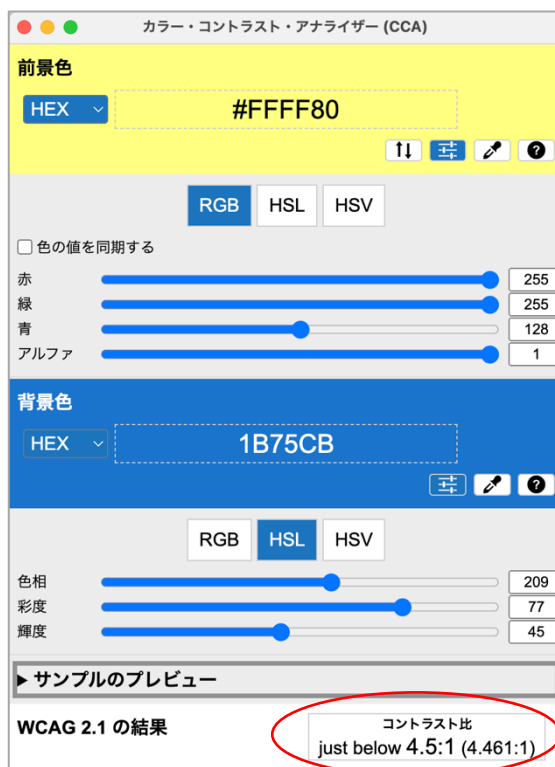 カラー・コントラスト・アナライザー (CCA)
前景色
HEX #FFFF80
RGB HSL HSV
色の値を同期する
赤 255
緑 255
青 128
アルファ 1
背景色
HEX 1B75CB
RGB HSL HSV
色相 209
彩度 77
輝度 45
▶ サンプルのプレビュー
WCAG 2.1 の結果
コントラスト比
just below 4.5:1 (4.461:1)